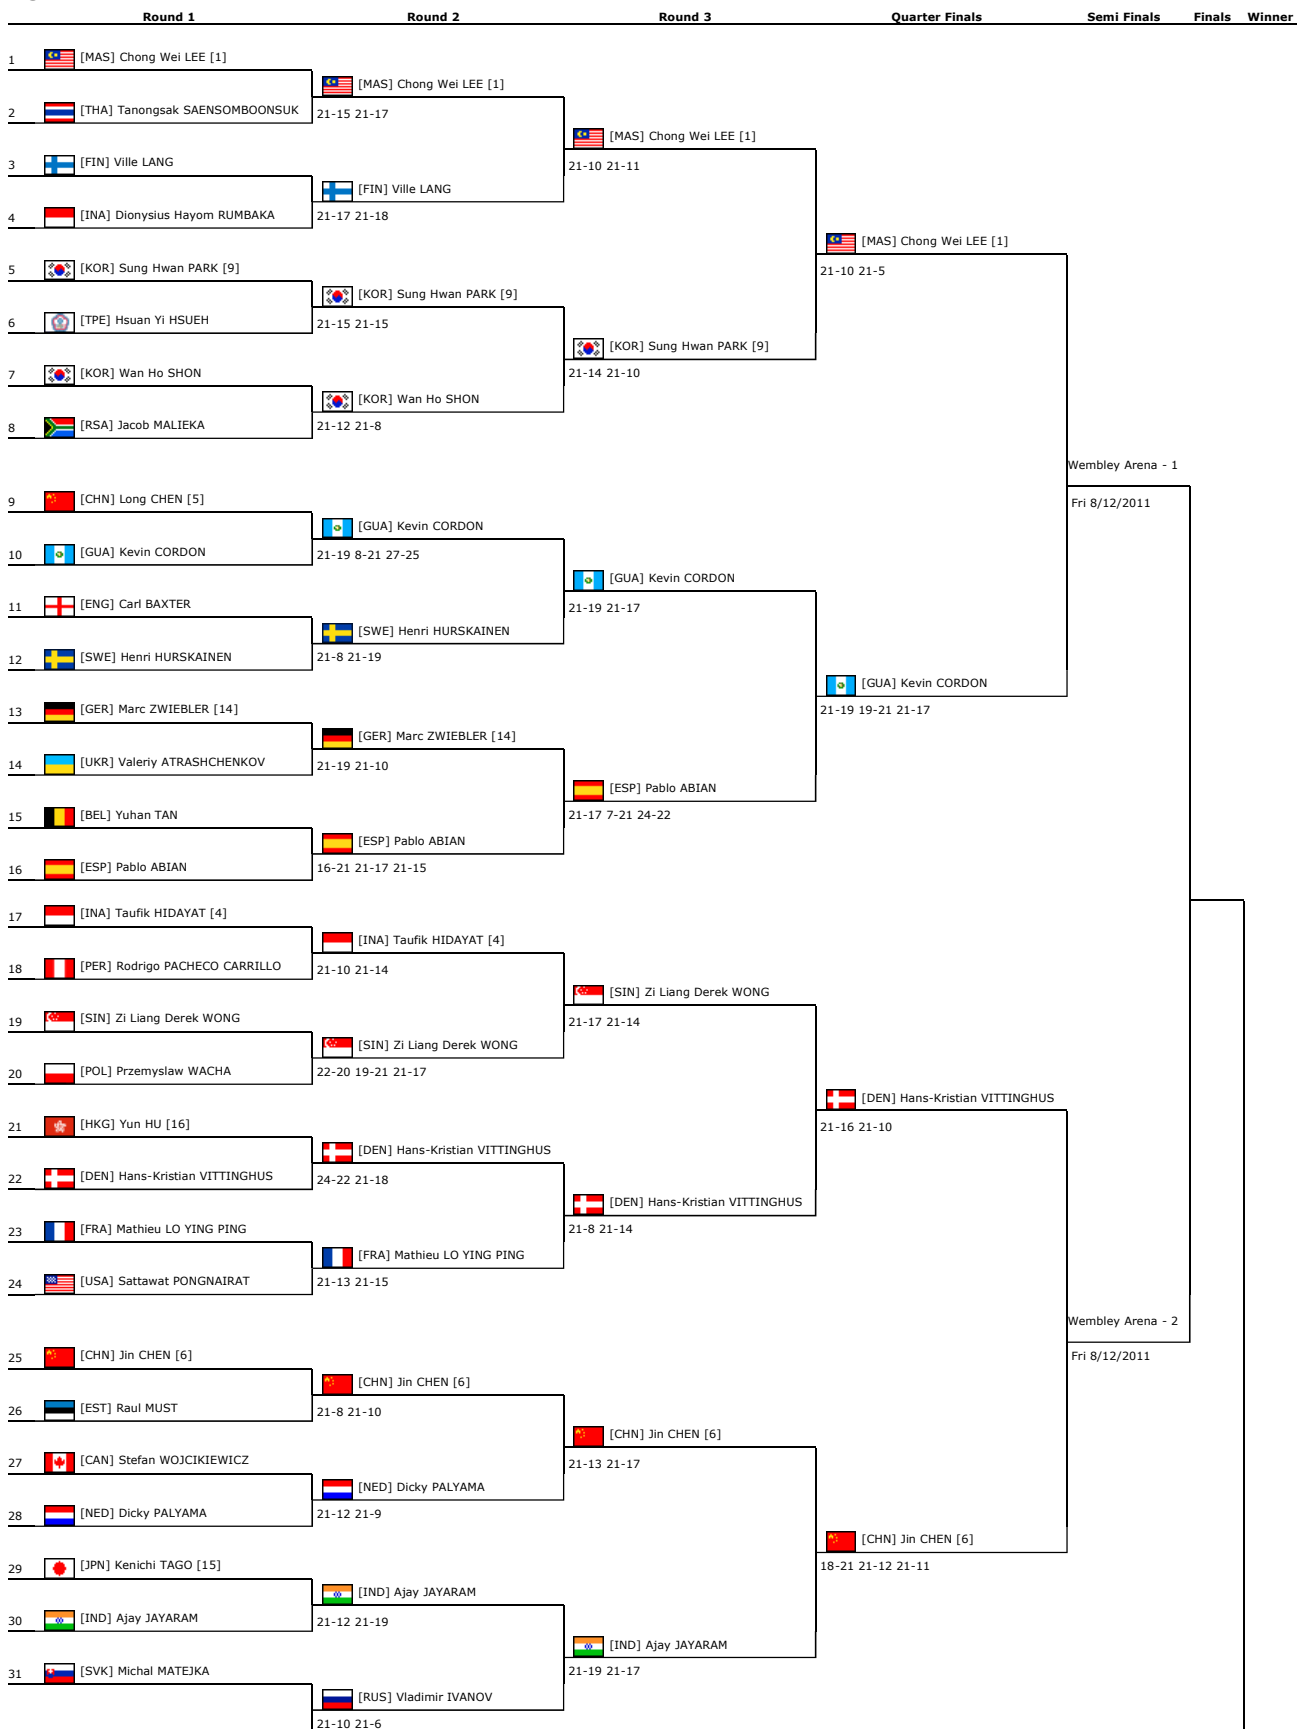 Round 1 Round 2 Round 3 Quarter Finals Semi Finals Finals Winner
1 [MAS] Chong Wei LEE [1]
[MAS] Chong Wei LEE [1]
2 [THA] Tanongsak SAENSOMBOONSUK 21-15 21-17
[MAS] Chong Wei LEE [1]
3 [FIN] Ville LANG 21-10 21-11
[FIN] Ville LANG
4 [INA] Dionysius Hayom RUMBAKA 21-17 21-18
[MAS] Chong Wei LEE [1]
5 [KOR] Sung Hwan PARK [9] 21-10 21-5
[KOR] Sung Hwan PARK [9]
6 [TPE] Hsuan Yi HSUEH 21-15 21-15
[KOR] Sung Hwan PARK [9]
7 [KOR] Wan Ho SHON 21-14 21-10
[KOR] Wan Ho SHON
8 [RSA] Jacob MALIEKA 21-12 21-8
Wembley Arena - 1
9 [CHN] Long CHEN [5] Fri 8/12/2011
[GUA] Kevin CORDON
10 [GUA] Kevin CORDON 21-19 8-21 27-25
[GUA] Kevin CORDON
11 [ENG] Carl BAXTER 21-19 21-17
[SWE] Henri HURSKAINEN
12 [SWE] Henri HURSKAINEN 21-8 21-19
[GUA] Kevin CORDON
13 [GER] Marc ZWIEBLER [14] 21-19 19-21 21-17
[GER] Marc ZWIEBLER [14]
14 [UKR] Valeriy ATRASHCHENKOV 21-19 21-10
[ESP] Pablo ABIAN
15 [BEL] Yuhan TAN 21-17 7-21 24-22
[ESP] Pablo ABIAN
16 [ESP] Pablo ABIAN 16-21 21-17 21-15
17 [INA] Taufik HIDAYAT [4]
[INA] Taufik HIDAYAT [4]
18 [PER] Rodrigo PACHECO CARRILLO 21-10 21-14
[SIN] Zi Liang Derek WONG
19 [SIN] Zi Liang Derek WONG 21-17 21-14
[SIN] Zi Liang Derek WONG
20 [POL] Przemyslaw WACHA 22-20 19-21 21-17
[DEN] Hans-Kristian VITTINGHUS
21 [HKG] Yun HU [16] 21-16 21-10
[DEN] Hans-Kristian VITTINGHUS
22 [DEN] Hans-Kristian VITTINGHUS 24-22 21-18
[DEN] Hans-Kristian VITTINGHUS
23 [FRA] Mathieu LO YING PING 21-8 21-14
[FRA] Mathieu LO YING PING
24 [USA] Sattawat PONGNAIRAT 21-13 21-15
Wembley Arena - 2
25 [CHN] Jin CHEN [6] Fri 8/12/2011
[CHN] Jin CHEN [6]
26 [EST] Raul MUST 21-8 21-10
[CHN] Jin CHEN [6]
27 [CAN] Stefan WOJCIKIEWICZ 21-13 21-17
[NED] Dicky PALYAMA
28 [NED] Dicky PALYAMA 21-12 21-9
[CHN] Jin CHEN [6]
29 [JPN] Kenichi TAGO [15] 18-21 21-12 21-11
[IND] Ajay JAYARAM
30 [IND] Ajay JAYARAM 21-12 21-19
[IND] Ajay JAYARAM
31 [SVK] Michal MATEJKA 21-19 21-17
[RUS] Vladimir IVANOV
21-10 21-6